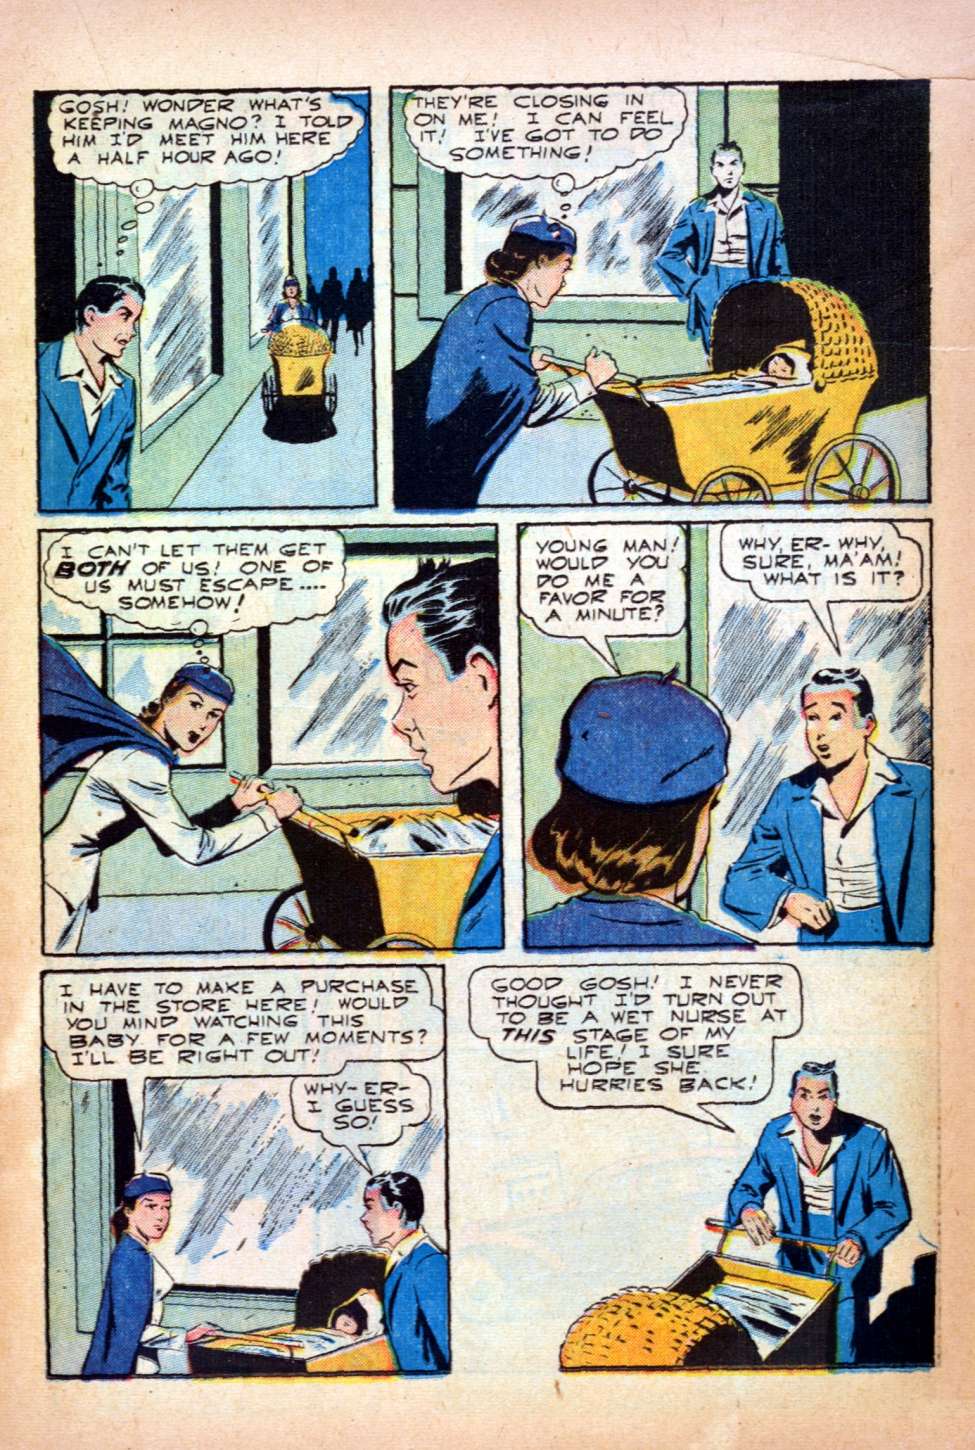 GOSH! WONDER WHAT'S
KEEPING MAGNO? I TOLD
HIM I'D MEET HIM HERE
A HALF HOUR AGO!
THEY'RE CLOSING IN
ON ME! I CAN FEEL
IT! I'VE GOT TO DO
SOMETHING!
I CAN'T LET THEM GET
BOTH OF US! ONE OF
US MUST ESCAPE....
SOMEHOW!
YOUNG MAN!
WOULD YOU
DO ME A
FAVOR FOR
A MINUTE?
WHY, ER- WHY,
SURE, MA'AM!
WHAT IS IT?
I HAVE TO MAKE A PURCHASE
IN THE STORE HERE! WOULD
YOU MIND WATCHING THIS
BABY FOR A FEW MOMENTS?
I'LL BE RIGHT OUT!
WHY- ER-
I GUESS
SO!
GOOD GOSH! I NEVER
THOUGHT I'D TURN OUT
TO BE A WET NURSE AT
THIS STAGE OF MY
LIFE! I SURE
HOPE SHE
HURRIES BACK!